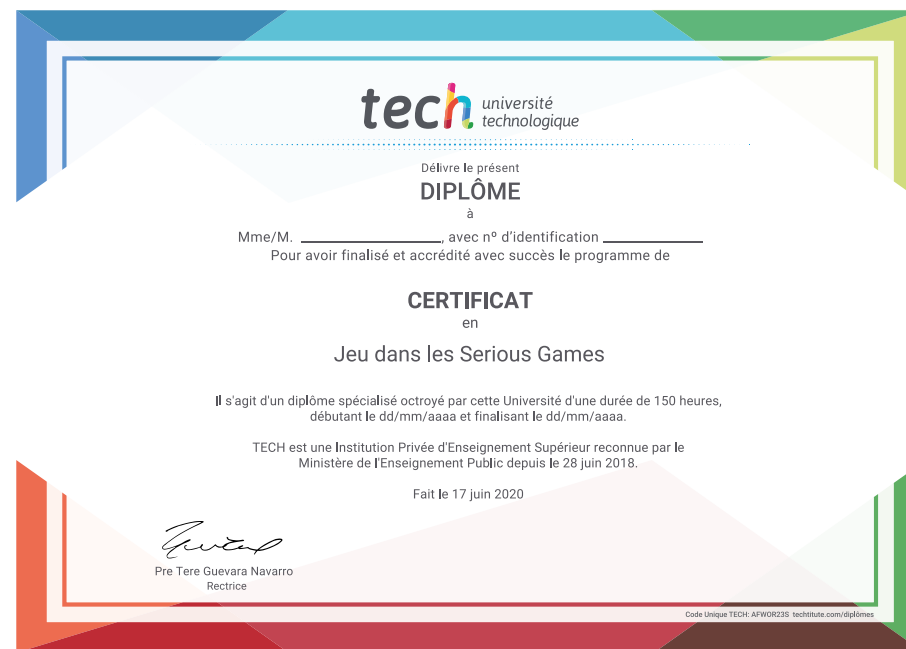 tech université
technologique
Délivre le présent
DIPLÔME
à
Mme/M. ____________________, avec nº d'identification ______________
Pour avoir finalisé et accrédité avec succès le programme de
CERTIFICAT
en
Jeu dans les Serious Games
Il s'agit d'un diplôme spécialisé octroyé par cette Université d'une durée de 150 heures,
débutant le dd/mm/aaaa et finalisant le dd/mm/aaaa.
TECH est une Institution Privée d'Enseignement Supérieur reconnue par le
Ministère de l'Enseignement Public depuis le 28 juin 2018.
Fait le 17 juin 2020
Pre Tere Guevara Navarro
Rectrice
Code Unique TECH: AFWOR23S techtitute.com/diplômes